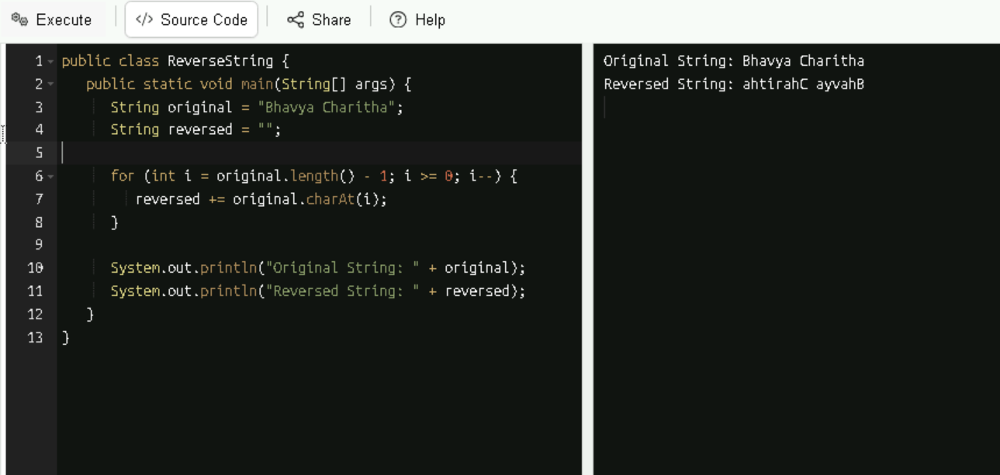 Execute Source Code Share Help
1 public class ReverseString {
2 public static void main(String[] args) {
3 String original = "Bhavya Charitha";
4 String reversed = "";
5
6 for (int i = original.length() - 1; i >= 0; i--) {
7 reversed += original.charAt(i);
8 }
9
10 System.out.println("Original String: " + original);
11 System.out.println("Reversed String: " + reversed);
12 }
13 }
Original String: Bhavya Charitha
Reversed String: ahtirahC ayvahB